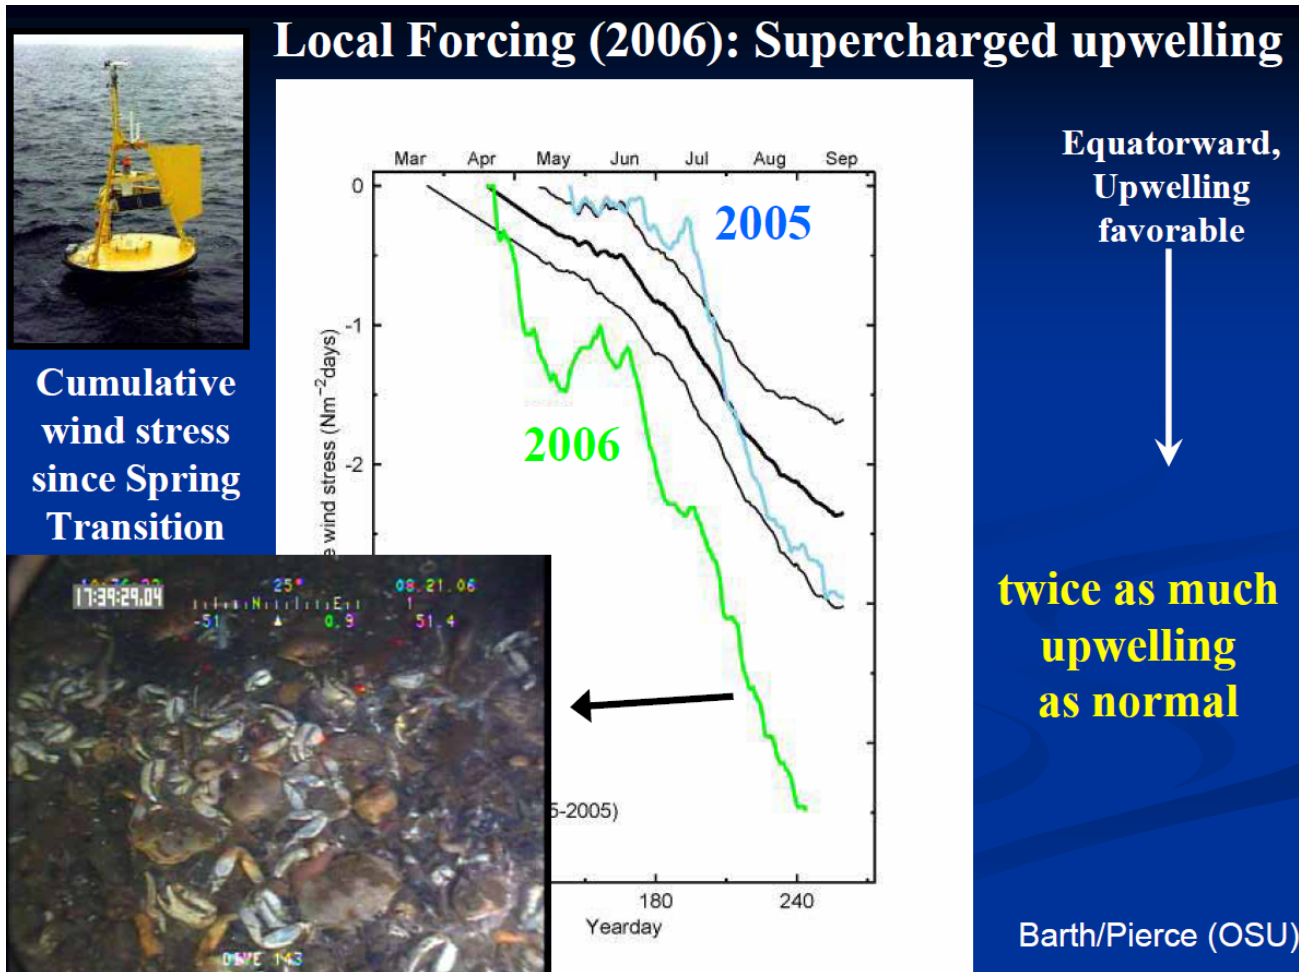 Local Forcing (2006): Supercharged upwelling
Mar Apr May Jun Jul Aug Sep
0
-1
-2
e wind stress (Nm⁻²days)
2005
2006
5-2005)
180 240
Yearday
Equatorward,
Upwelling
favorable
twice as much
upwelling
as normal
Cumulative
wind stress
since Spring
Transition
25° 08.21.06
17:39:29.04
N E 1
-51 0.9 51.4
DIVE 143
Barth/Pierce (OSU)